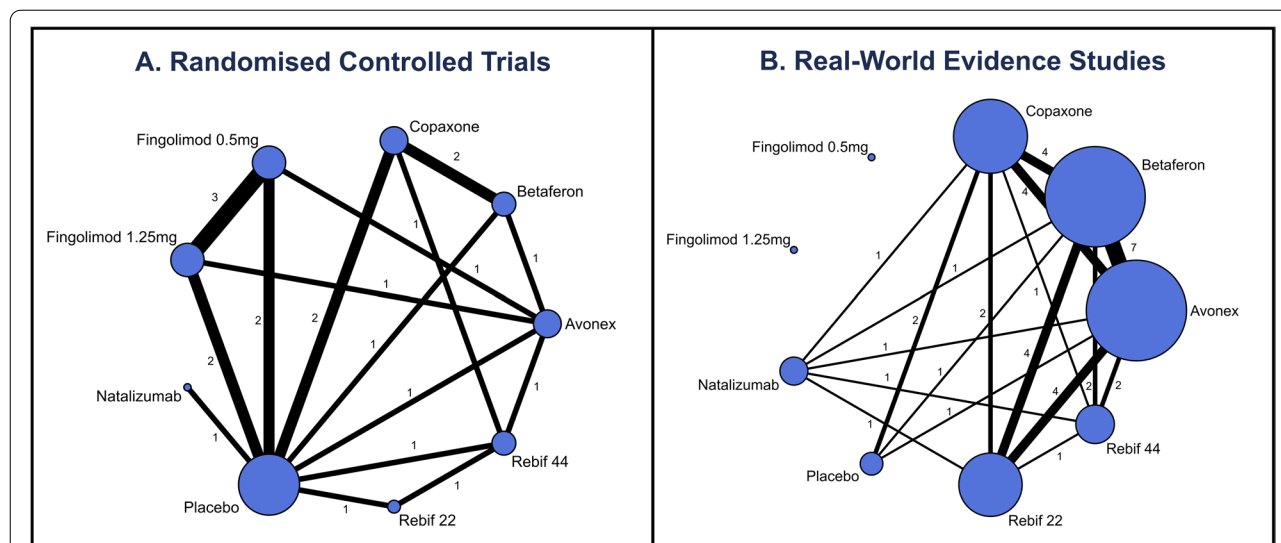 A. Randomised Controlled Trials
Copaxone
Fingolimod 0.5mg
2
Betaferon
3
1
Fingolimod 1.25mg
1
1
1
Avonex
2
2
1
2
1
1
Natalizumab
1
1
1
Rebif 44
1
Placebo
1
Rebif 22
B. Real-World Evidence Studies
Copaxone
Fingolimod 0.5mg
4
Betaferon
4
Fingolimod 1.25mg
7
1
1
1
Avonex
2
2
1
4
Natalizumab
1
1
4
2
2
1
1
Rebif 44
1
Placebo
Rebif 22